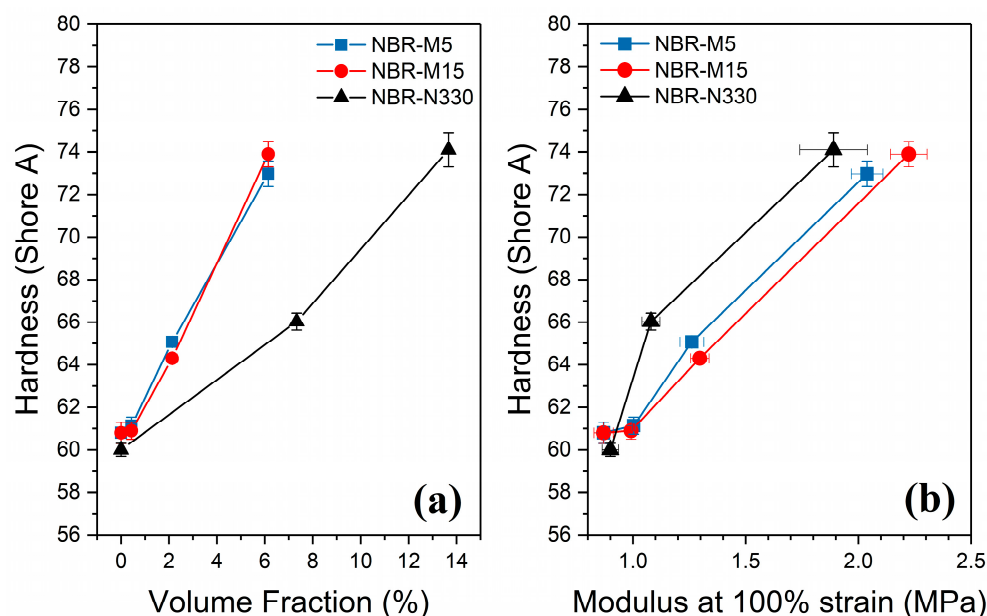 80
78
76
74
72
70
68
66
64
62
60
58
56
Hardness (Shore A)
NBR-M5
NBR-M15
NBR-N330
(a)
0 2 4 6 8 10 12 14
Volume Fraction (%)
80
78
76
74
72
70
68
66
64
62
60
58
56
Hardness (Shore A)
NBR-M5
NBR-M15
NBR-N330
(b)
1.0 1.5 2.0 2.5
Modulus at 100% strain (MPa)